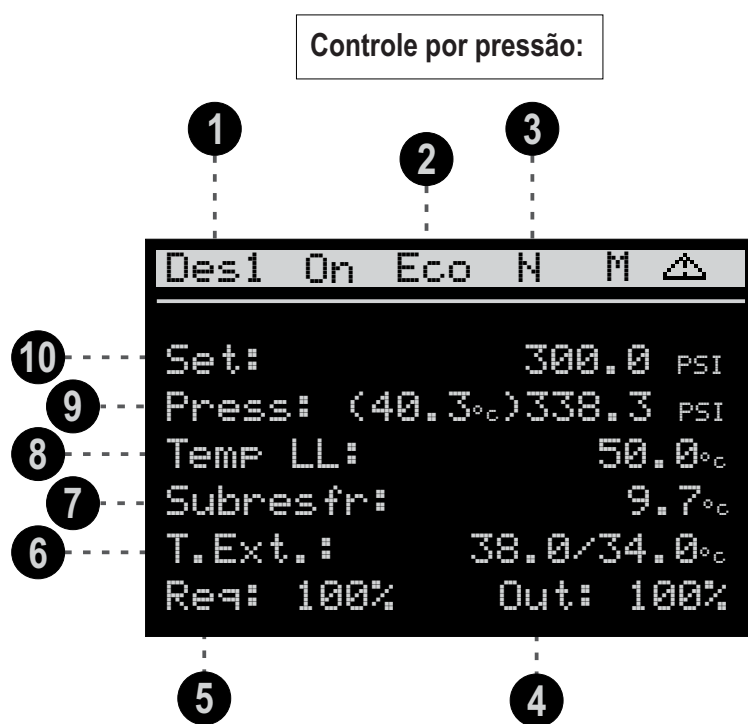 Controle por pressão:
1
2
3
Des1 On Eco N M
10 Set: 300.0 PSI
9 Press: (40.3°c)338.3 PSI
8 Temp LL: 50.0°c
7 Subresfr: 9.7°c
6 T.Ext.: 38.0/34.0°c
Req: 100% Out: 100%
5
4